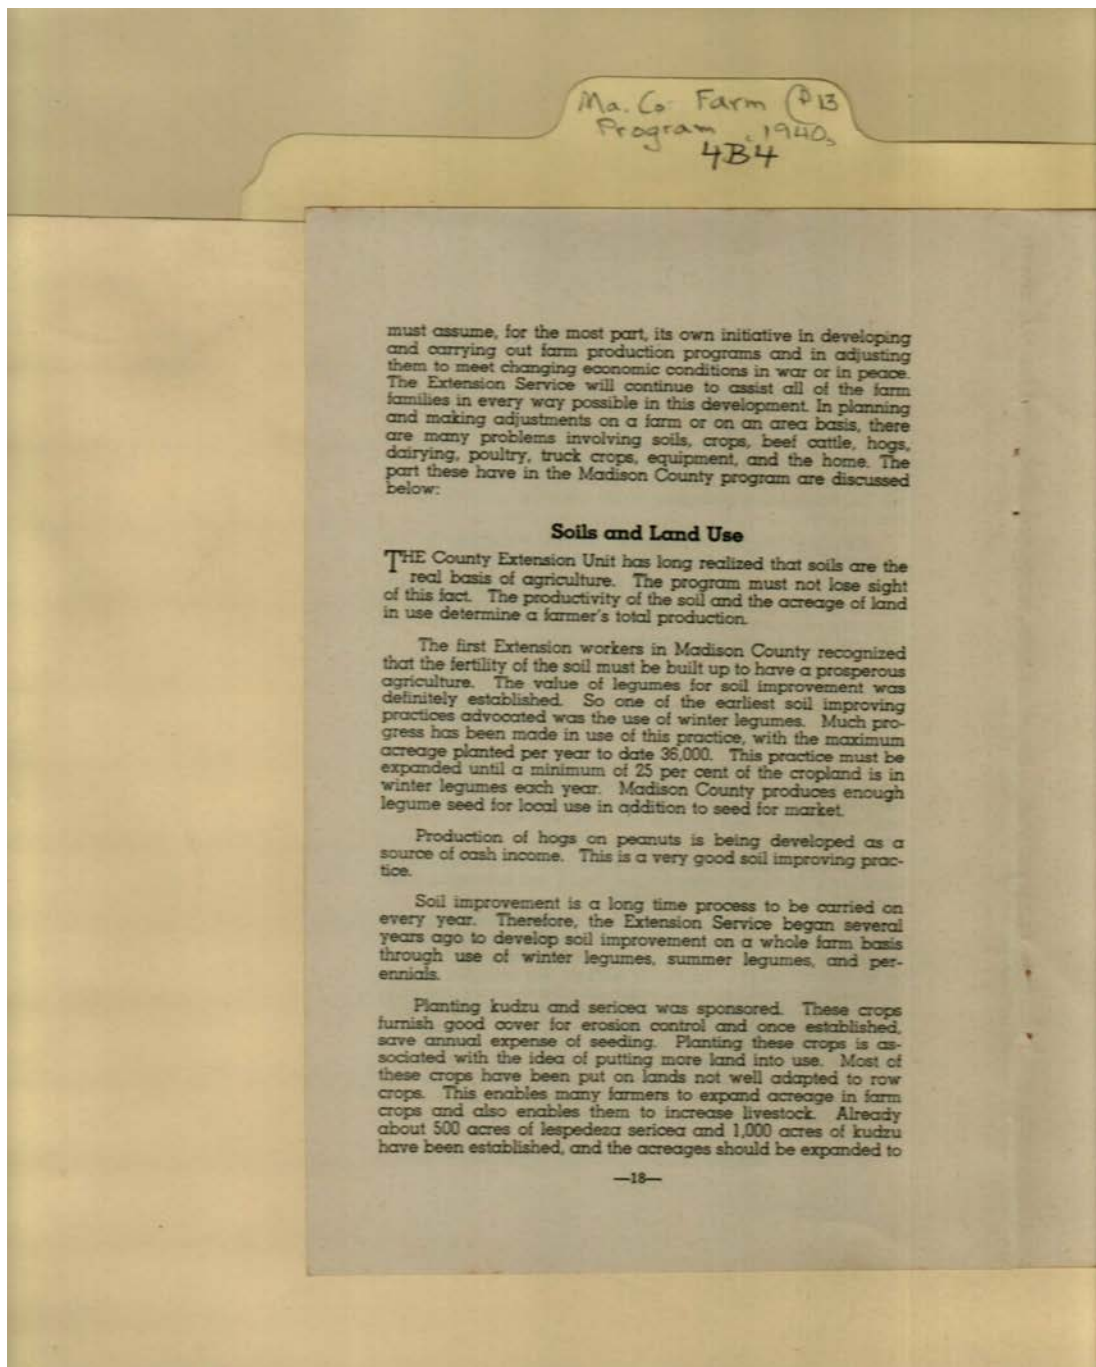 Ma. Co. Farm P 13
Program, 1940s
4B4
must assume, for the most part, its own initiative in developing
and carrying out farm production programs and in adjusting
them to meet changing economic conditions in war or in peace.
The Extension Service will continue to assist all of the farm
families in every way possible in this development. In planning
and making adjustments on a farm or on an area basis, there
are many problems involving soils, crops, beef cattle, hogs,
dairying, poultry, truck crops, equipment, and the home. The
part these have in the Madison County program are discussed
below:
Soils and Land Use
THE County Extension Unit has long realized that soils are the
real basis of agriculture. The program must not lose sight
of this fact. The productivity of the soil and the acreage of land
in use determine a farmer's total production.
The first Extension workers in Madison County recognized
that the fertility of the soil must be built up to have a prosperous
agriculture. The value of legumes for soil improvement was
definitely established. So one of the earliest soil improving
practices advocated was the use of winter legumes. Much pro-
gress has been made in use of this practice, with the maximum
acreage planted per year to date 36,000. This practice must be
expanded until a minimum of 25 per cent of the cropland is in
winter legumes each year. Madison County produces enough
legume seed for local use in addition to seed for market.
Production of hogs on peanuts is being developed as a
source of cash income. This is a very good soil improving prac-
tice.
Soil improvement is a long time process to be carried on
every year. Therefore, the Extension Service began several
years ago to develop soil improvement on a whole farm basis
through use of winter legumes, summer legumes, and per-
ennials.
Planting kudzu and sericea was sponsored. These crops
furnish good cover for erosion control and once established,
save annual expense of seeding. Planting these crops is as-
sociated with the idea of putting more land into use. Most of
these crops have been put on lands not well adapted to row
crops. This enables many farmers to expand acreage in farm
crops and also enables them to increase livestock. Already
about 500 acres of lespedeza sericea and 1,000 acres of kudzu
have been established, and the acreages should be expanded to
—18—